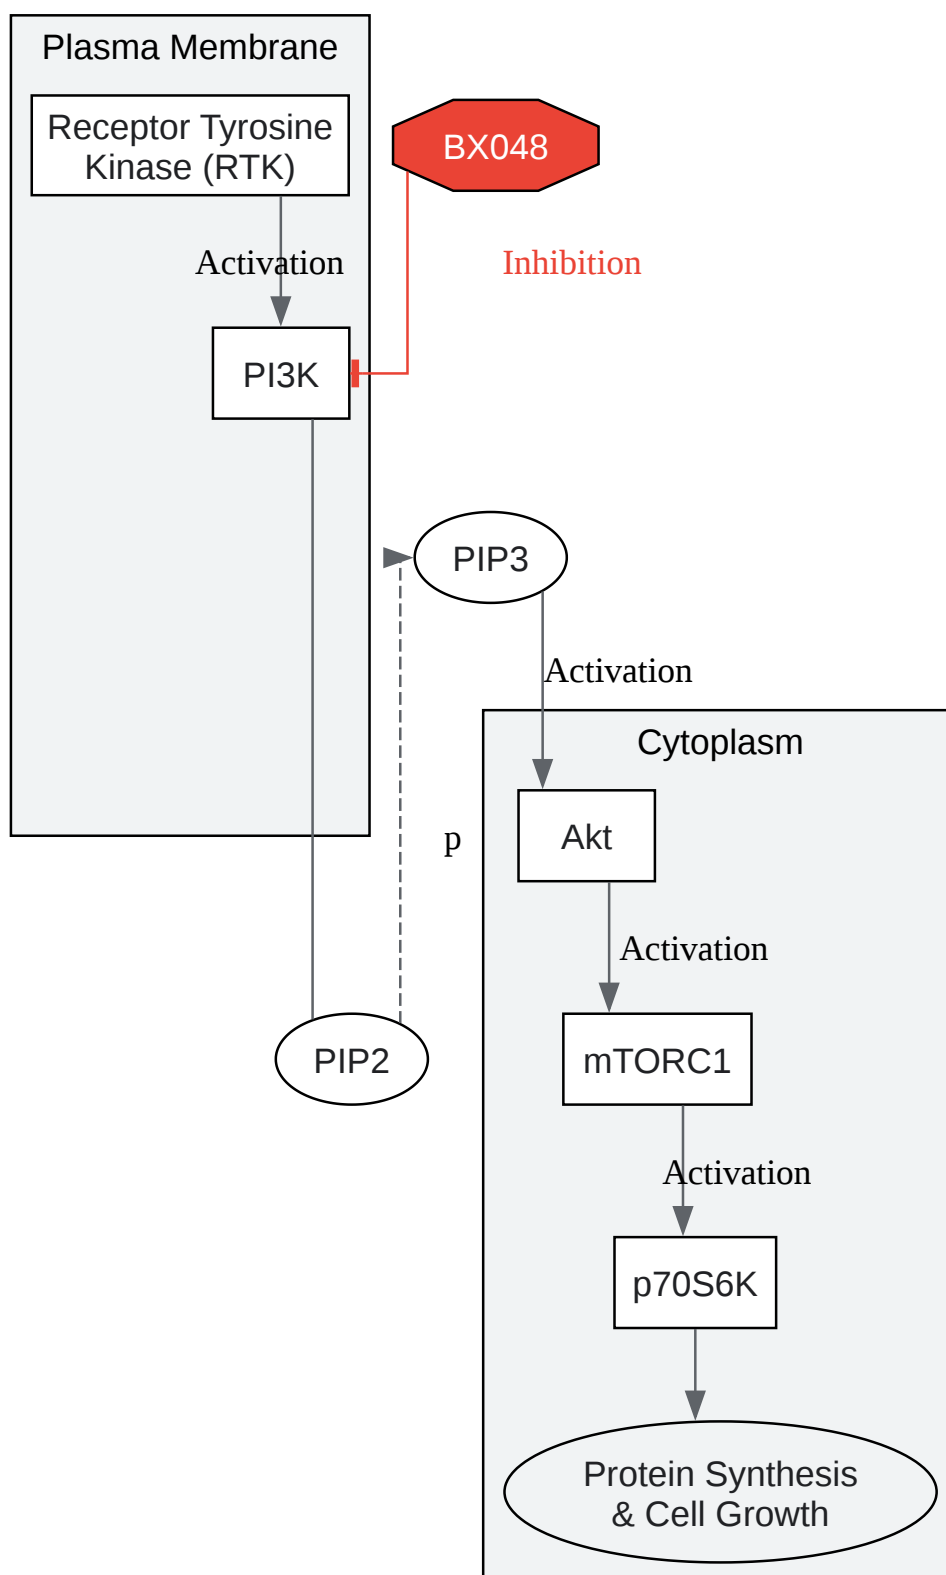 Plasma Membrane
Receptor Tyrosine
Kinase (RTK)
BX048
Activation
Inhibition
PI3K
PIP3
Activation
Cytoplasm
Akt
p
Activation
PIP2
mTORC1
Activation
p70S6K
Protein Synthesis
& Cell Growth